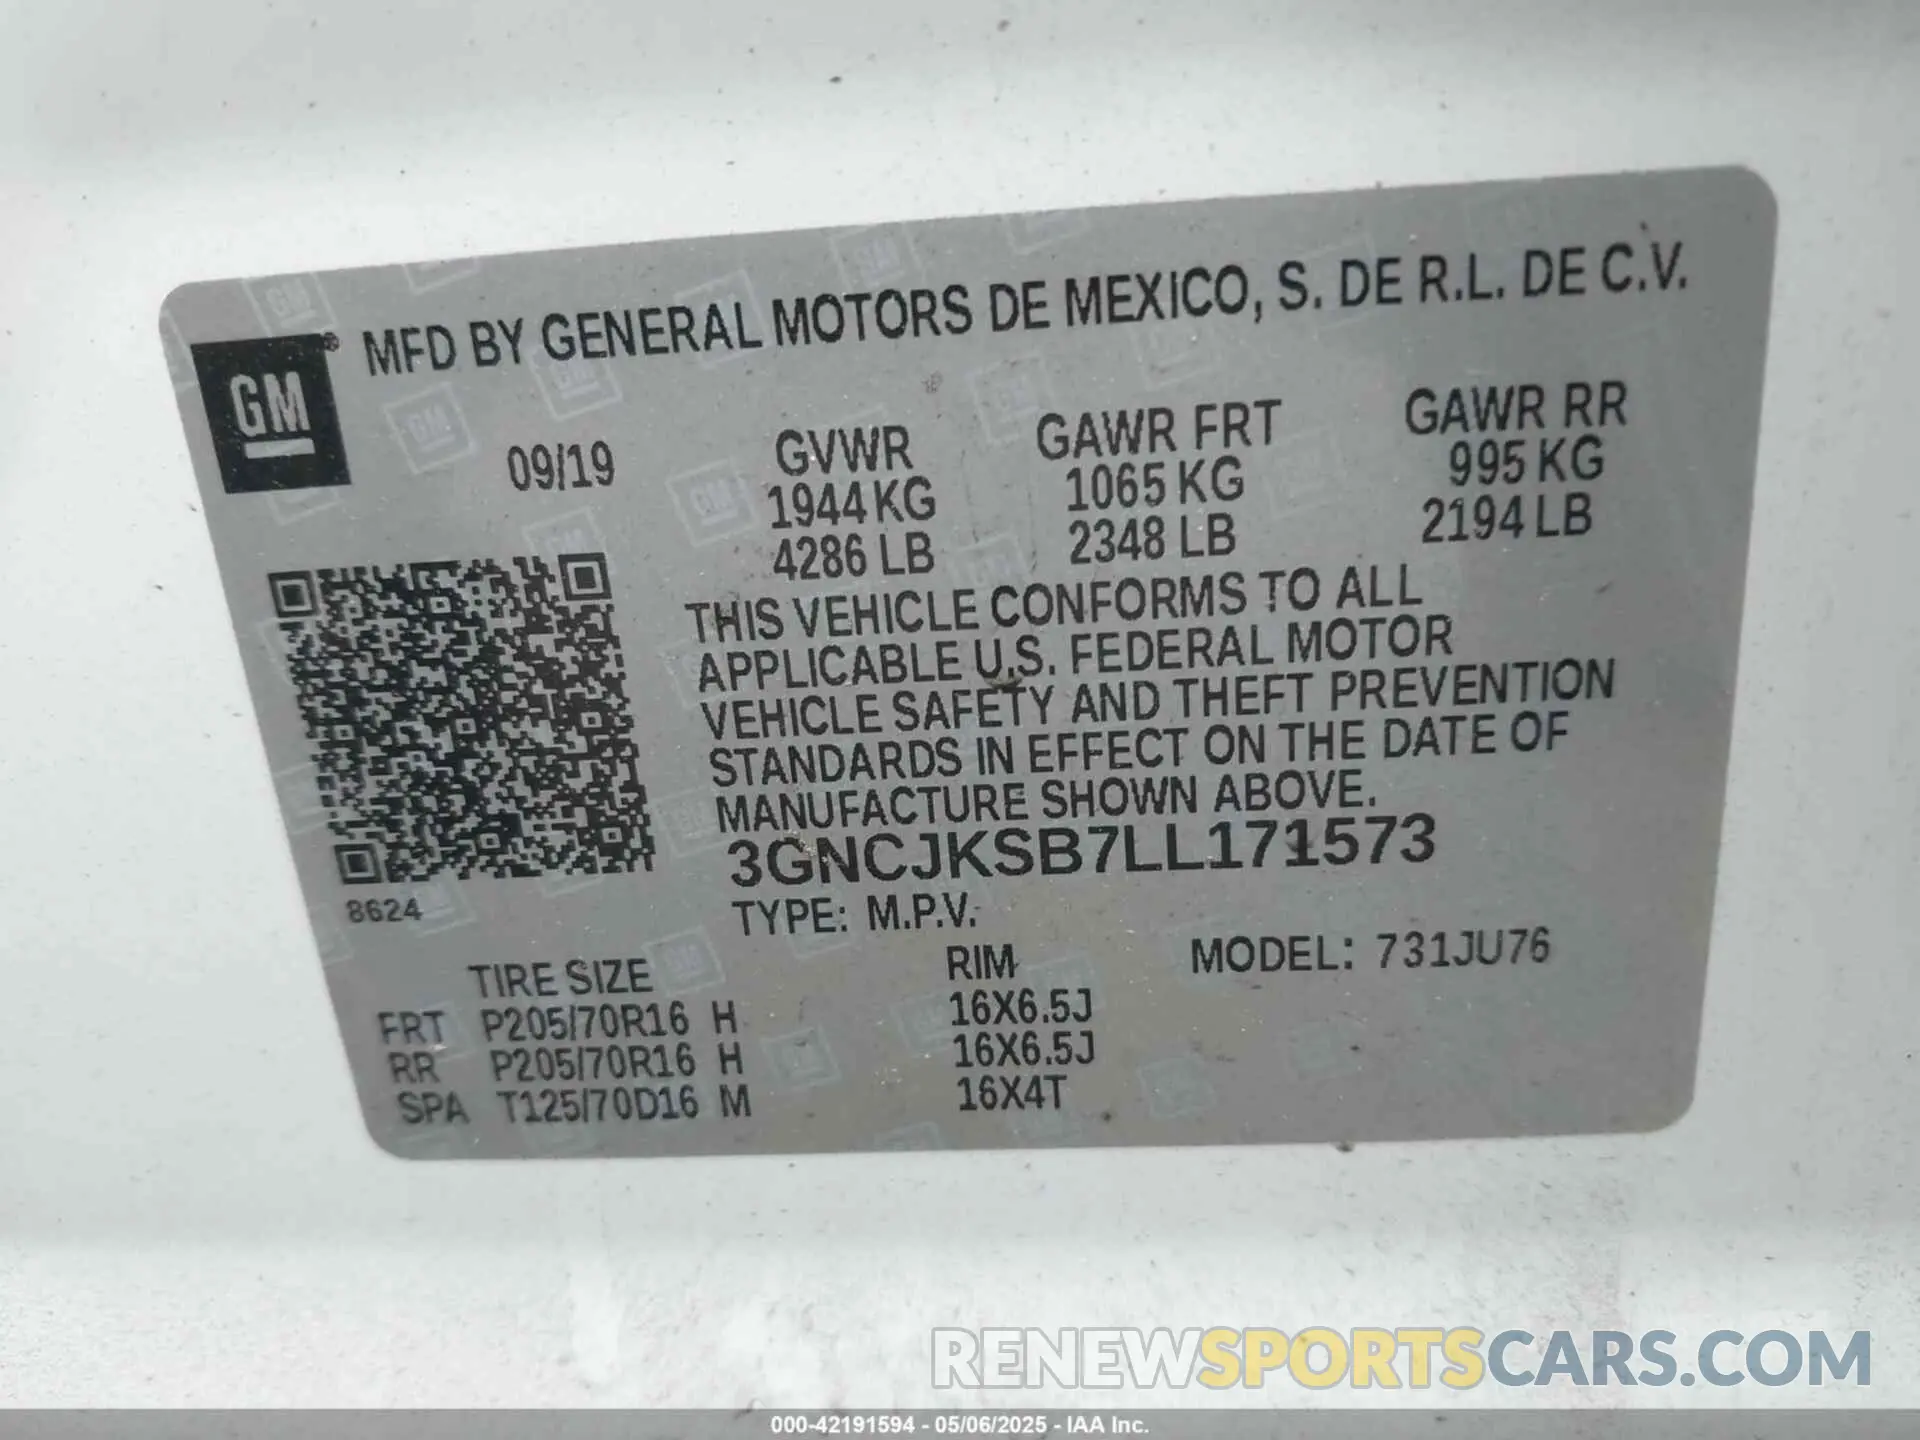 MFD BY GENERAL MOTORS DE MEXICO, S. DE R.L. DE C.V.
GM ®
09/19 GVWR GAWR FRT GAWR RR
1944 KG 1065 KG 995 KG
4286 LB 2348 LB 2194 LB
THIS VEHICLE CONFORMS TO ALL
APPLICABLE U.S. FEDERAL MOTOR
VEHICLE SAFETY AND THEFT PREVENTION
STANDARDS IN EFFECT ON THE DATE OF
MANUFACTURE SHOWN ABOVE.
3GNCJKSB7LL171573
8624
TYPE: M.P.V.
TIRE SIZE RIM MODEL: 731JU76
FRT P205/70R16 H 16X6.5J
RR P205/70R16 H 16X6.5J
SPA T125/70D16 M 16X4T
RENEWSPORTSCARS.COM
000-42191594 - 05/06/2025 - IAA Inc.